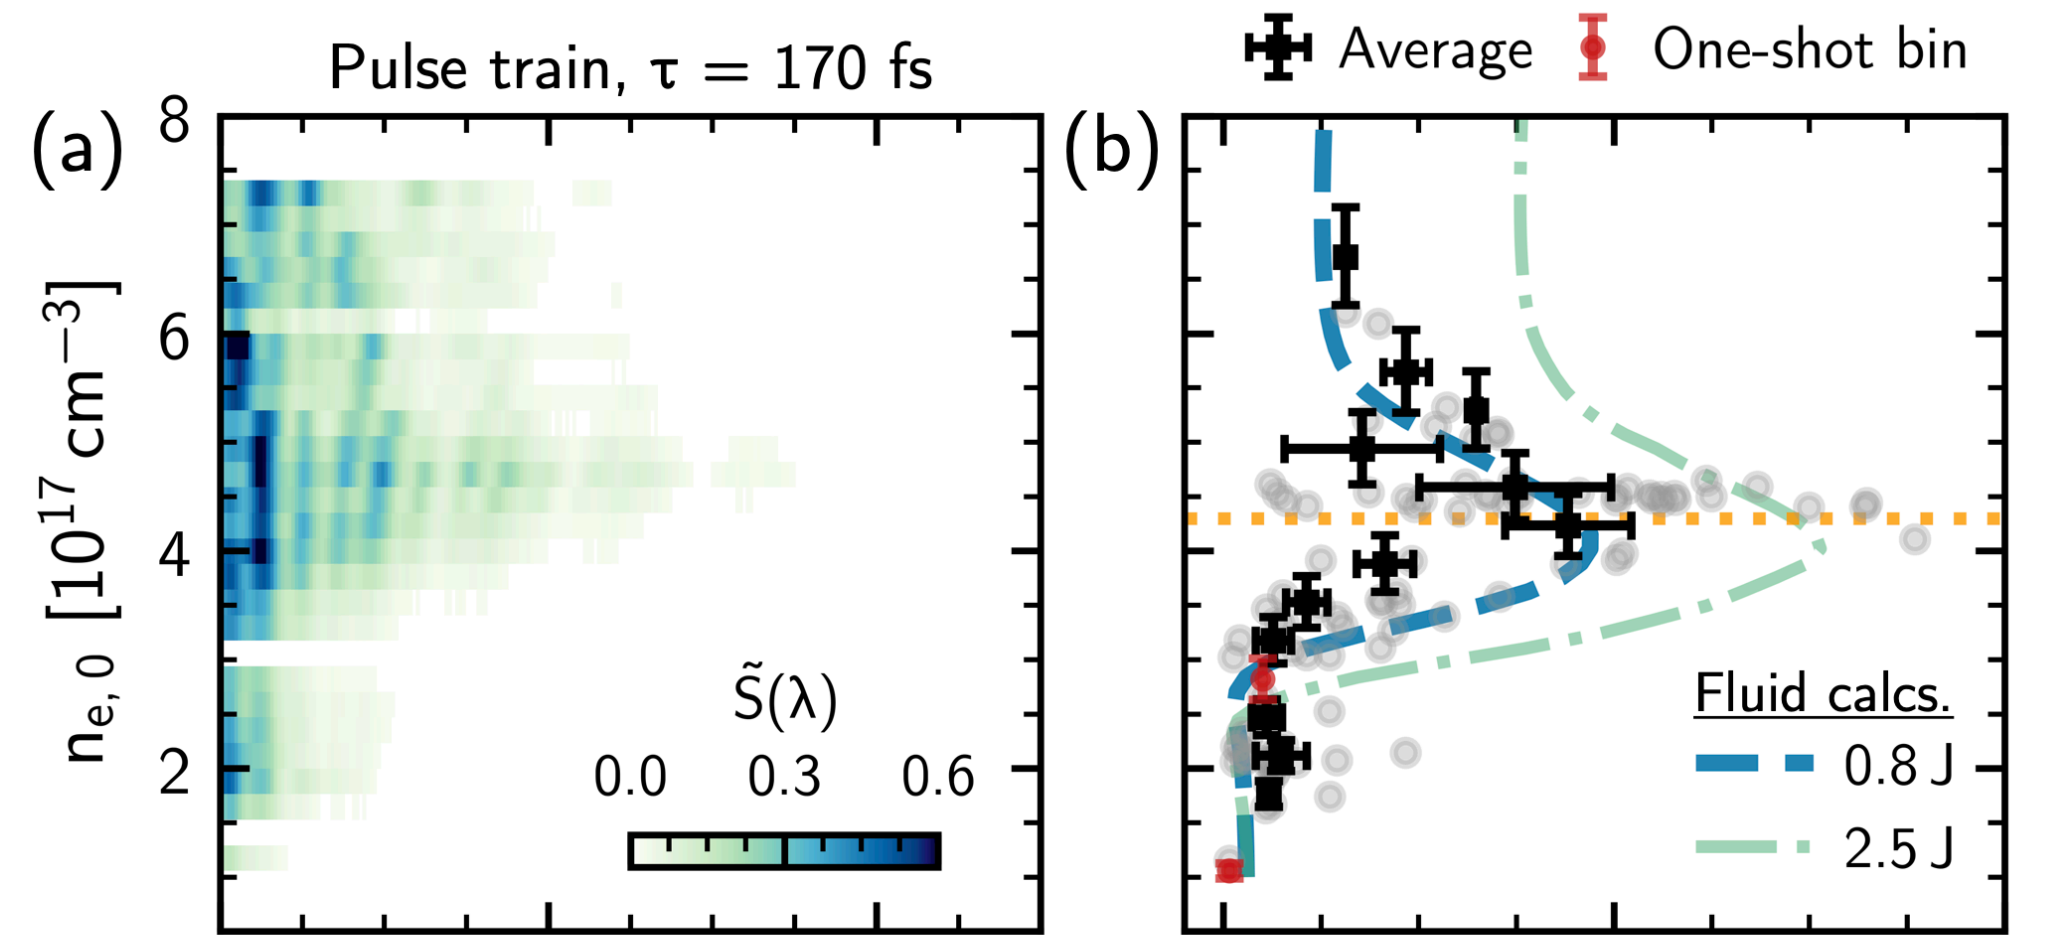 Pulse train, τ = 170 fs
Average
One-shot bin
(a)
(b)
8
6
4
2
n_{e, 0} [10^{17} cm^{−3}]
S̃(λ)
0.0 0.3 0.6
Fluid calcs.
0.8 J
2.5 J